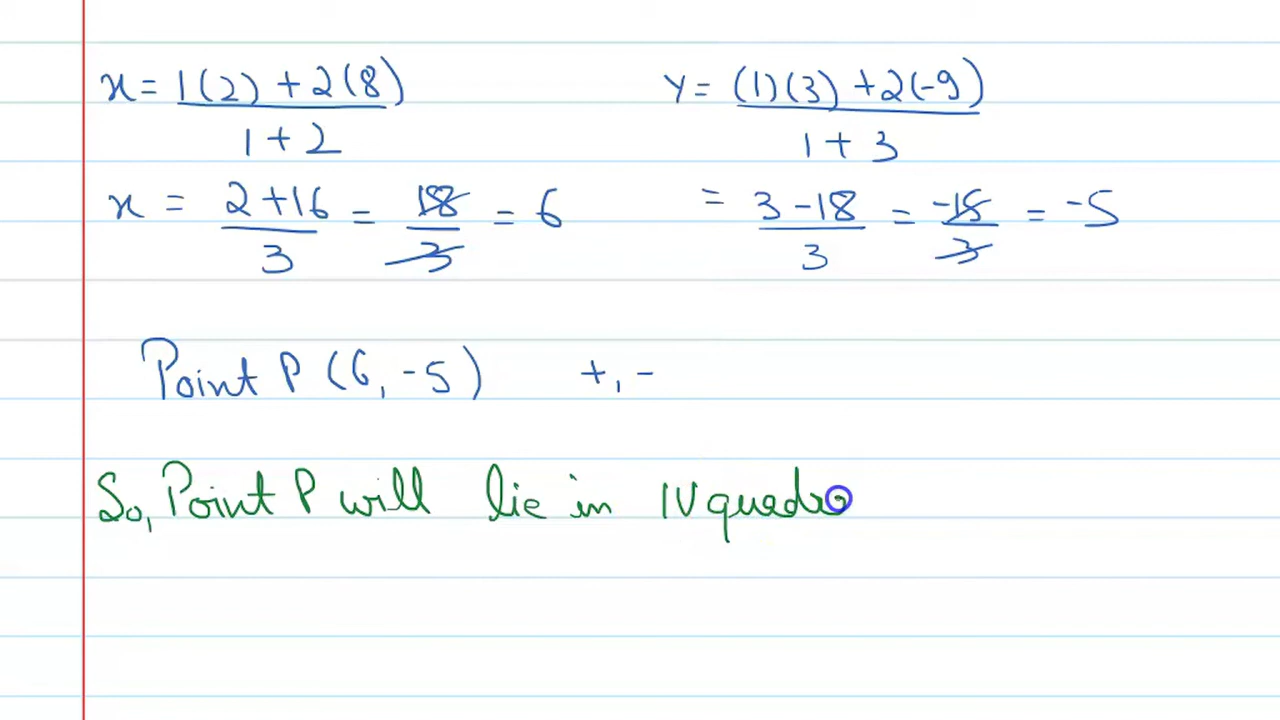 x = 1(2) + 2(8) / 1 + 2    y = (1)(3) + 2(-9) / 1 + 3
x = 2 + 16 / 3 = 18 / 3 = 6    = 3 - 18 / 3 = -15 / 3 = -5
Point P (6, -5)    +, -
So, Point P will lie in IV quadra